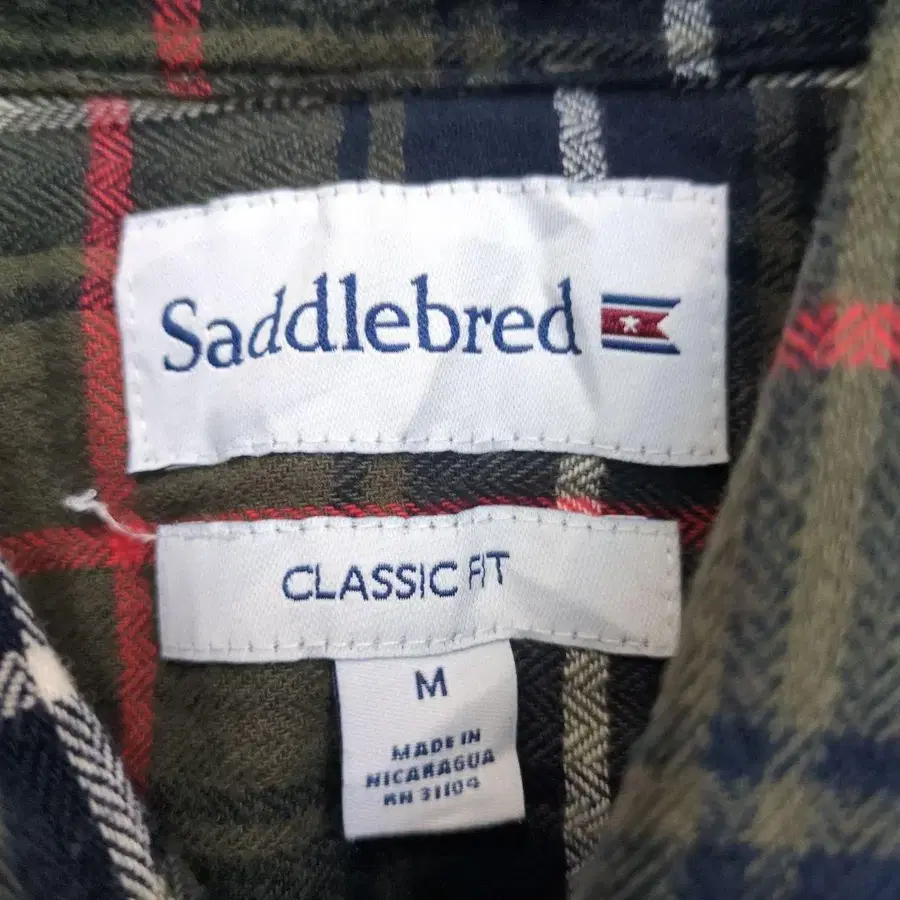 Saddlebred
CLASSIC FIT
M
MADE IN
NICARAGUA
RN 31109